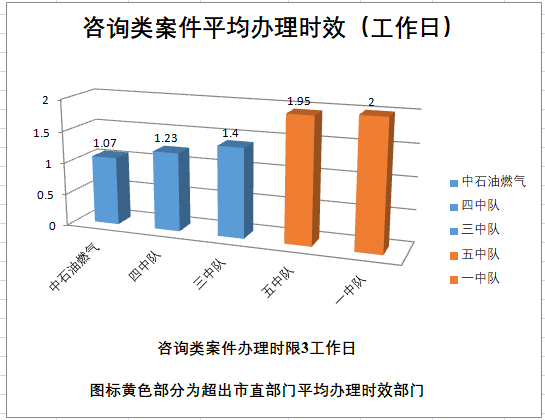 咨询类案件平均办理时效（工作日）
2
1.5
1
0.5
0
1.07
1.23
1.4
1.95
2
中石油燃气
四中队
三中队
五中队
一中队
中石油燃气
四中队
三中队
五中队
一中队
咨询类案件办理时限3工作日
图标黄色部分为超出市直部门平均办理时效部门